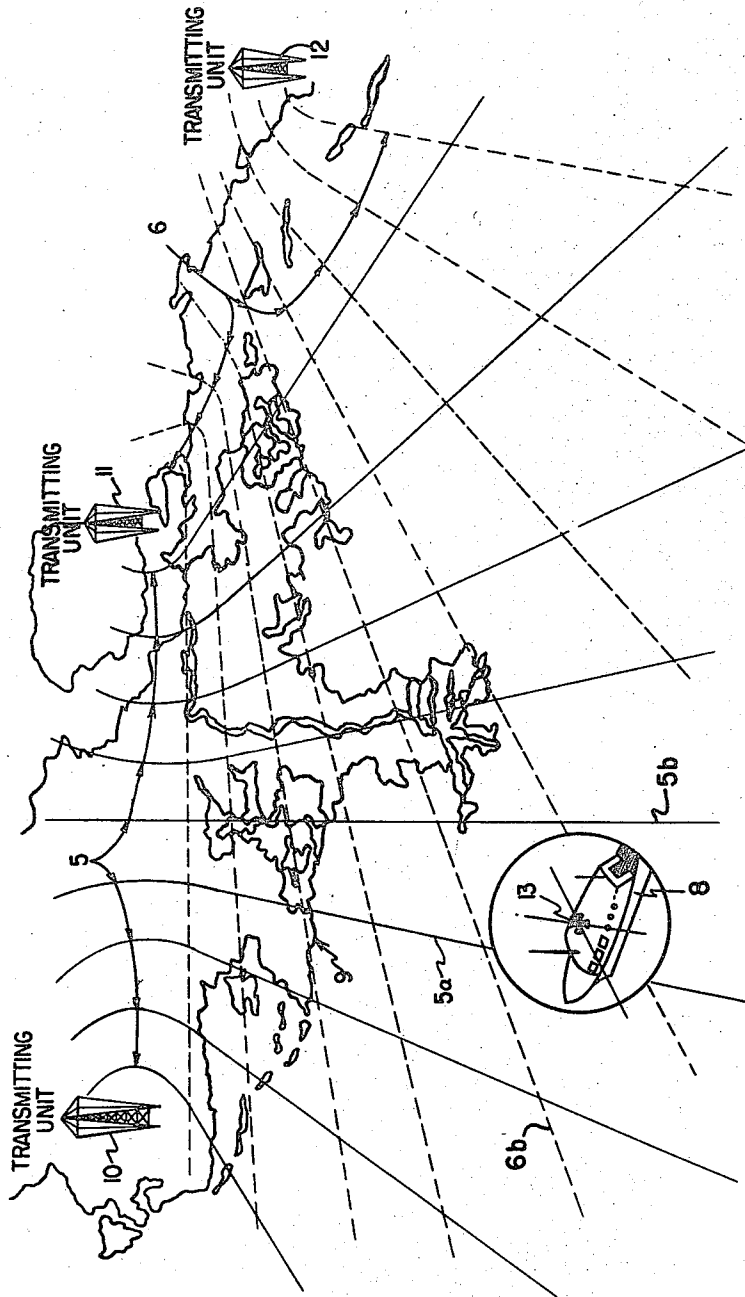 TRANSMITTING
UNIT
10
5
TRANSMITTING
UNIT
11
6
TRANSMITTING
UNIT
12
9
5a
5b
6b
13
8